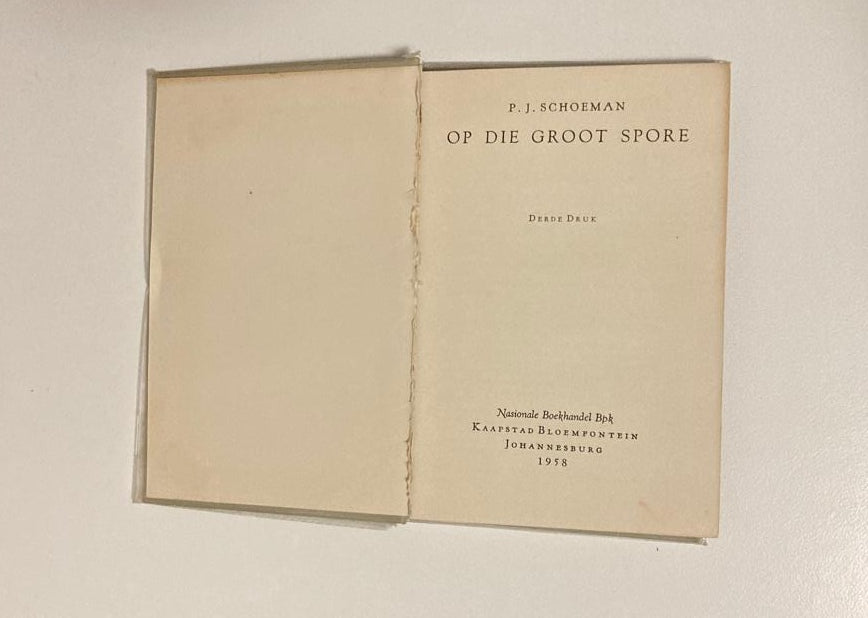 P. J. SCHOEMAN
OP DIE GROOT SPORE
DERDE DRUK
Nasionale Boekhandel Bpk
KAAPSTAD BLOEMFONTEIN
JOHANNESBURG
1958